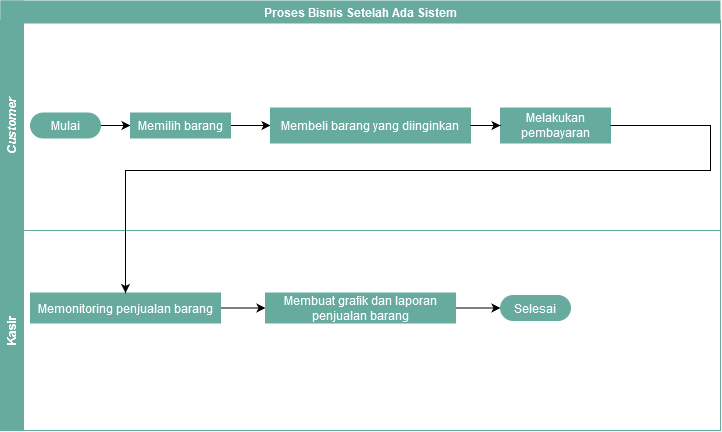 Proses Bisnis Setelah Ada Sistem
Customer
Mulai
Memilih barang
Membeli barang yang diinginkan
Melakukan
pembayaran
Kasir
Memonitoring penjualan barang
Membuat grafik dan laporan
penjualan barang
Selesai